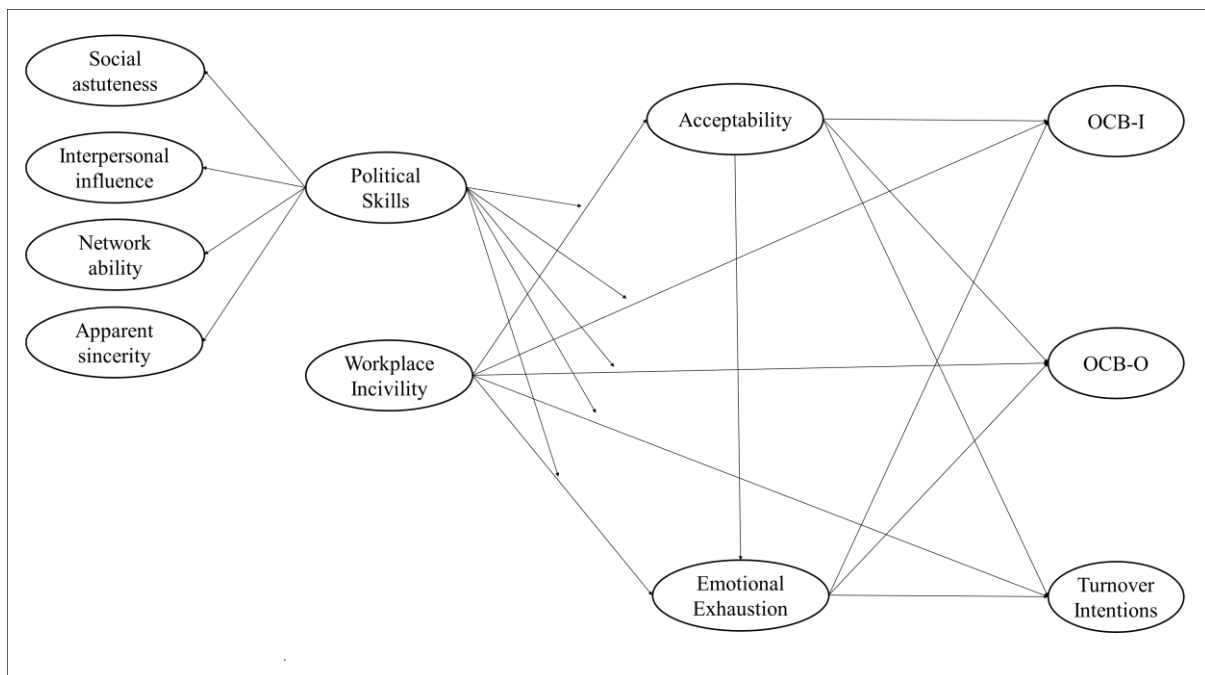 Social
astuteness
Interpersonal
influence
Network
ability
Apparent
sincerity
Political
Skills
Workplace
Incivility
Acceptability
Emotional
Exhaustion
OCB-I
OCB-O
Turnover
Intentions